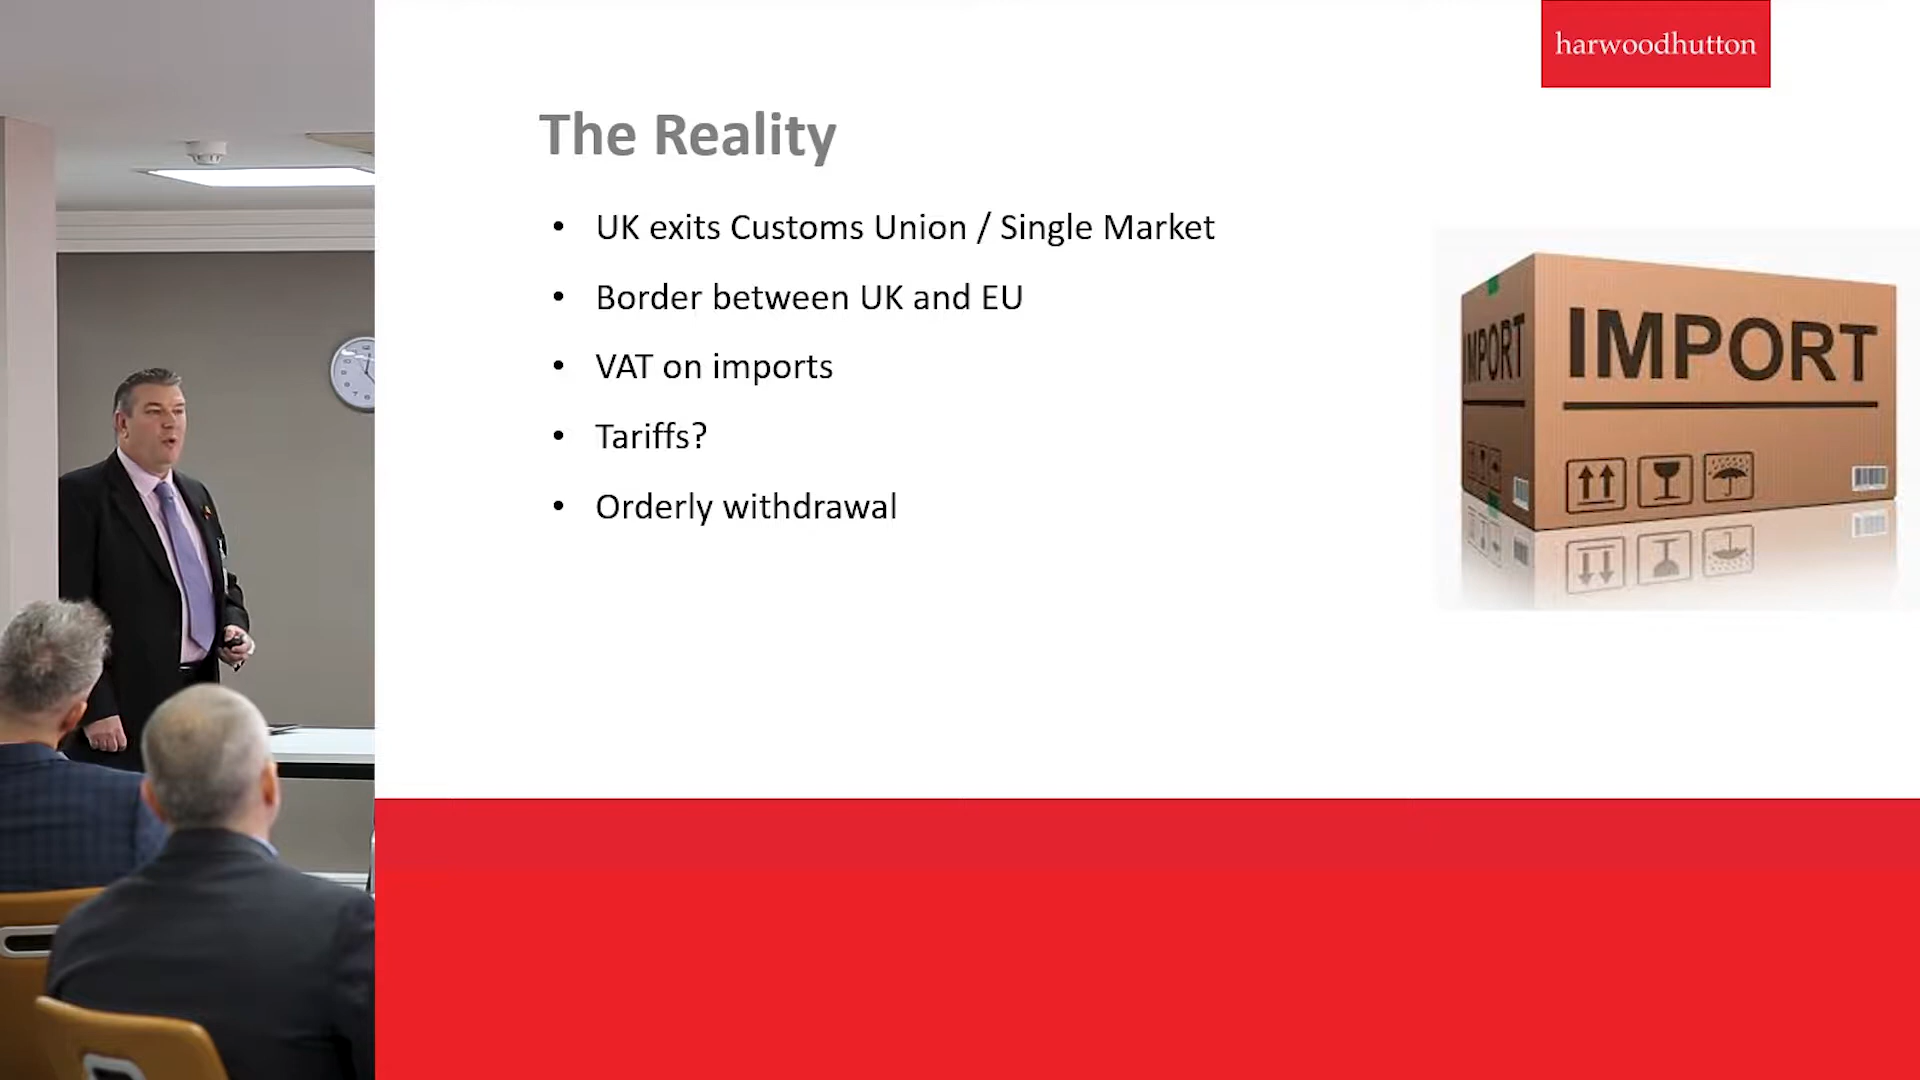 harwoodhutton
The Reality
• UK exits Customs Union / Single Market
• Border between UK and EU
• VAT on imports
• Tariffs?
• Orderly withdrawal
IMPORT
IMPORT